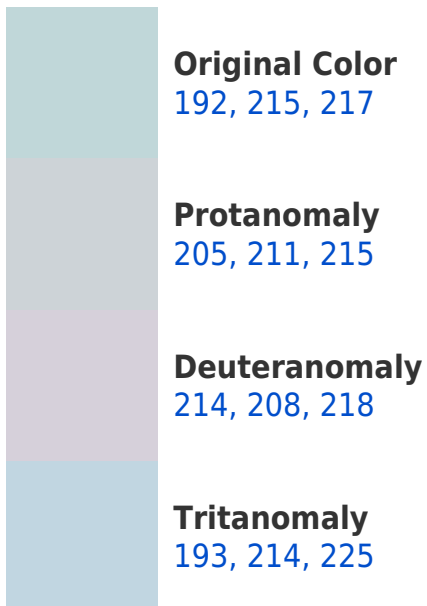 Original Color
192, 215, 217
Protanomaly
205, 211, 215
Deuteranomaly
214, 208, 218
Tritanomaly
193, 214, 225